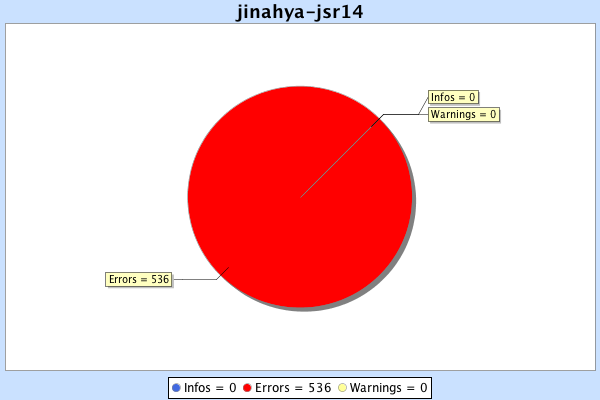 jinahya-jsr14
Infos = 0
Warnings = 0
Errors = 536
Infos = 0 Errors = 536 Warnings = 0